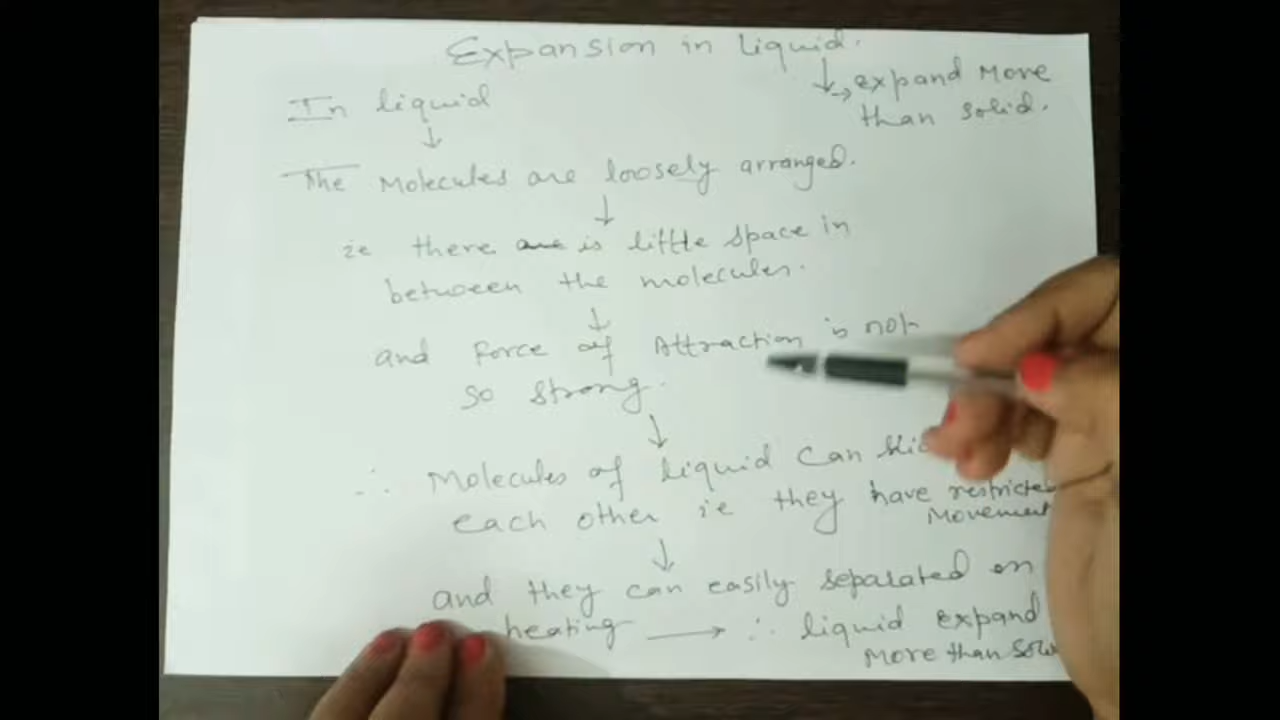 Expansion in liquid.
↓→ expand More
than solid.
In liquid
↓
The Molecules are loosely arranged.
↓
ie there is little space in
between the molecules.
↓
and Force of Attraction is not
so strong.
↓
∴ Molecules of liquid can
each other ie they have restricted
Movement
↓
and they can easily separated on
heating → ∴ liquid expand
More than